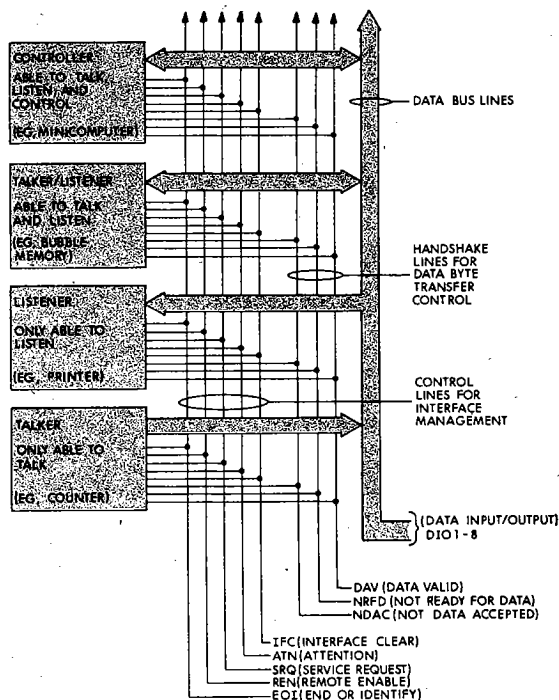 CONTROLLER
ABLE TO TALK,
LISTEN AND
CONTROL
(EG, MINICOMPUTER)
DATA BUS LINES
TALKER/LISTENER
ABLE TO TALK
AND LISTEN
(EG, BUBBLE
MEMORY)
HANDSHAKE
LINES FOR
DATA BYTE
TRANSFER
CONTROL
LISTENER
ONLY ABLE TO
LISTEN
(EG, PRINTER)
CONTROL
LINES FOR
INTERFACE
MANAGEMENT
TALKER
ONLY ABLE TO
TALK
(EG, COUNTER)
(DATA INPUT/OUTPUT)
DIO 1-8
DAV (DATA VALID)
NRFD (NOT READY FOR DATA)
NDAC (NOT DATA ACCEPTED)
IFC (INTERFACE CLEAR)
ATN (ATTENTION)
SRQ (SERVICE REQUEST)
REN (REMOTE ENABLE)
EOI (END OR IDENTIFY)